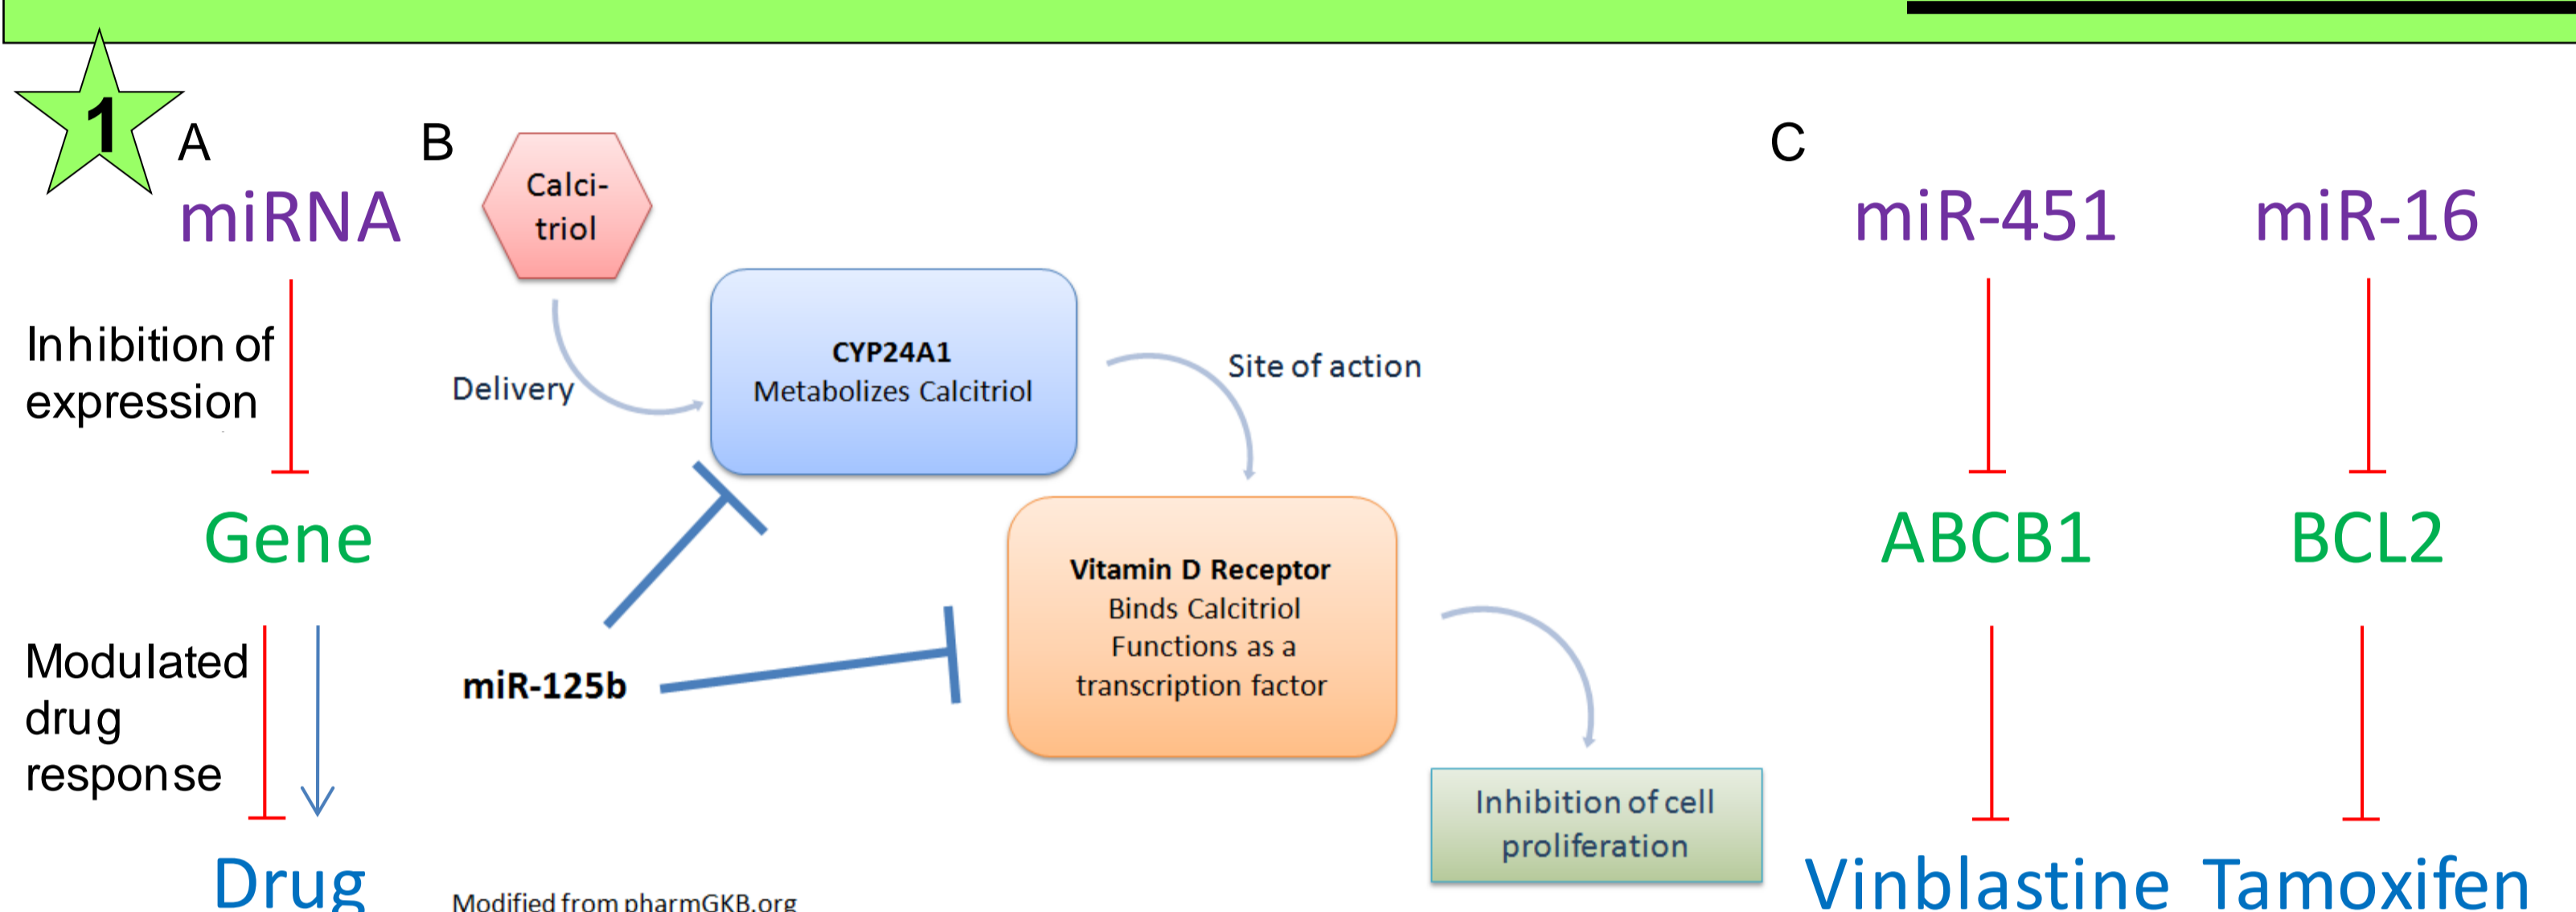 1
A
miRNA
Inhibition of
expression
Gene
Modulated
drug
response
Drug
B
Calci-
triol
Delivery
CYP24A1
Metabolizes Calcitriol
Site of action
miR-125b
Vitamin D Receptor
Binds Calcitriol
Functions as a
transcription factor
Inhibition of cell
proliferation
Modified from pharmGKB.org
C
miR-451
ABCB1
Vinblastine
miR-16
BCL2
Tamoxifen